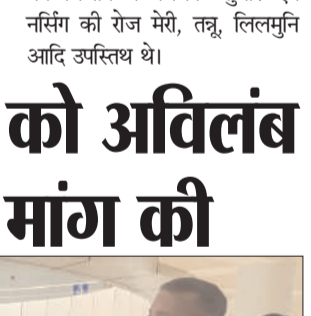 नर्सिंग की रोज मेरी, तन्नू, लिलमुनि
आदि उपस्तिथ थे।
को अविलंब
मांग की